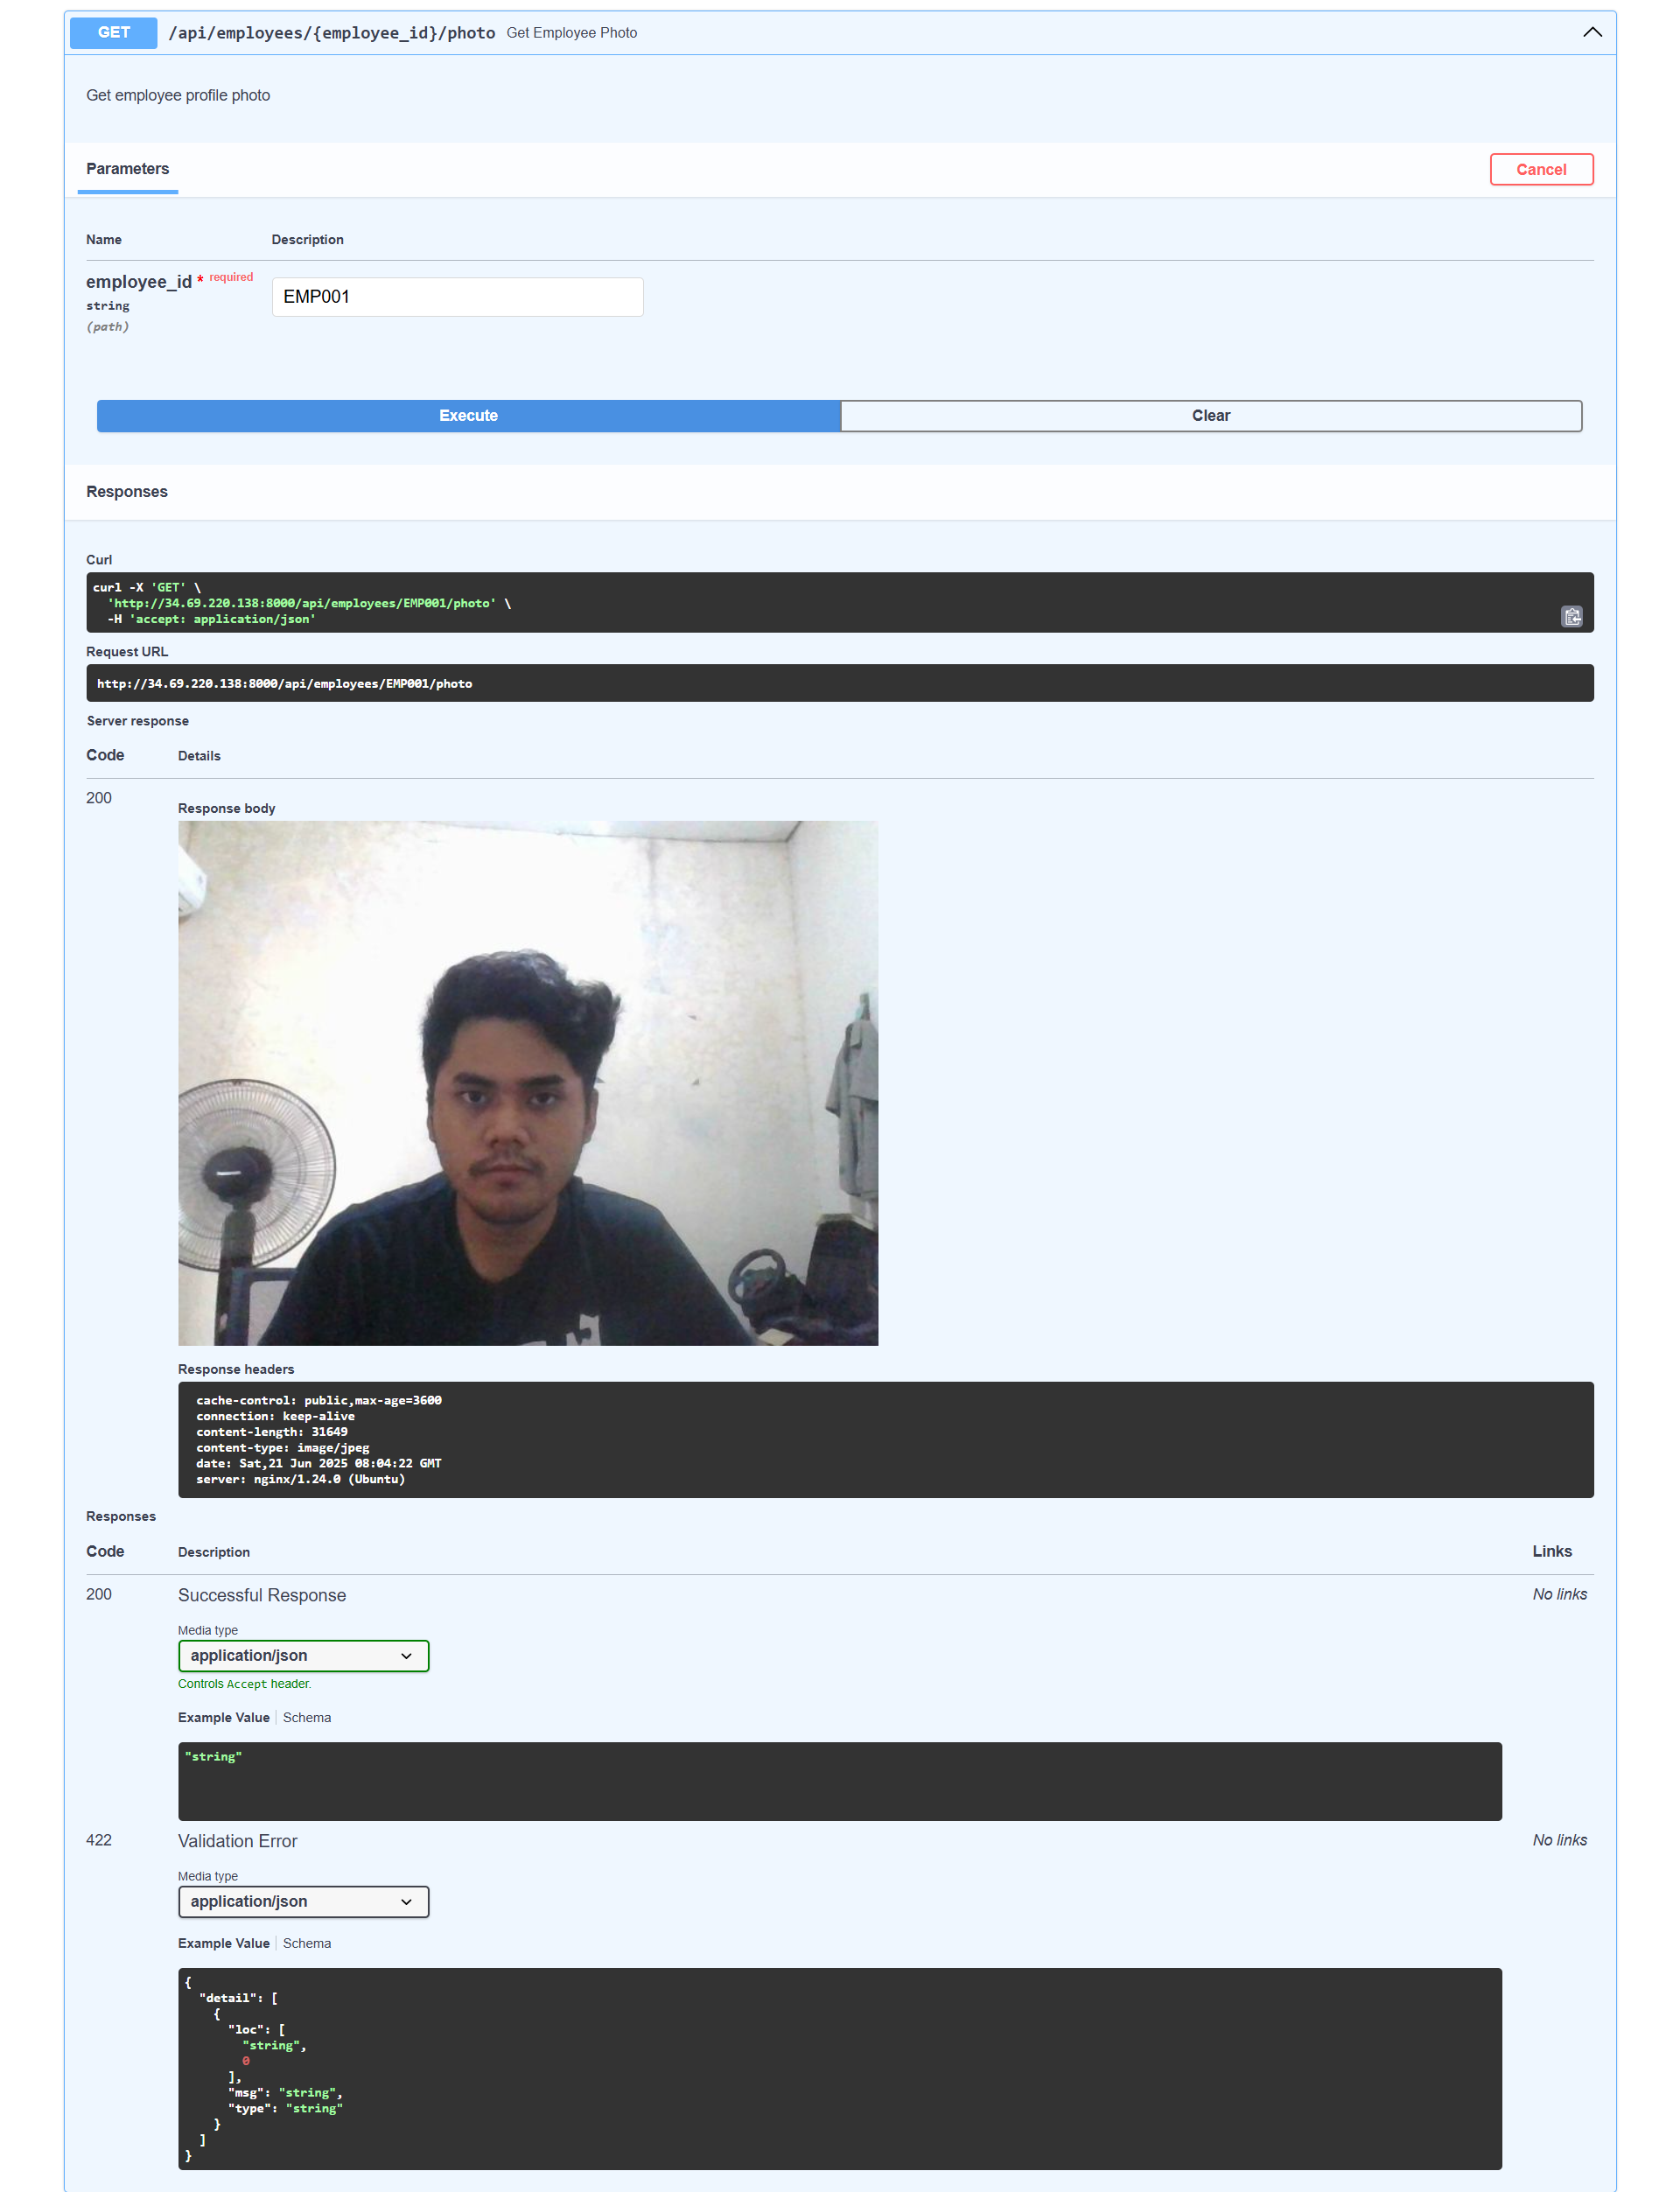 GET /api/employees/{employee_id}/photo Get Employee Photo
Get employee profile photo
Parameters
Cancel
Name Description
employee_id * required
string
(path)
EMP001
Execute Clear
Responses
Curl
curl -X 'GET' \
'http://34.69.220.138:8000/api/employees/EMP001/photo' \
-H 'accept: application/json'
Request URL
http://34.69.220.138:8000/api/employees/EMP001/photo
Server response
Code Details
200
Response body
Response headers
cache-control: public,max-age=3600
connection: keep-alive
content-length: 31649
content-type: image/jpeg
date: Sat,21 Jun 2025 08:04:22 GMT
server: nginx/1.24.0 (Ubuntu)
Responses
Code Description Links
200 Successful Response No links
Media type
application/json
Controls Accept header.
Example Value Schema
"string"
422 Validation Error No links
Media type
application/json
Example Value Schema
{
"detail": [
{
"loc": [
"string",
0
],
"msg": "string",
"type": "string"
}
]
}